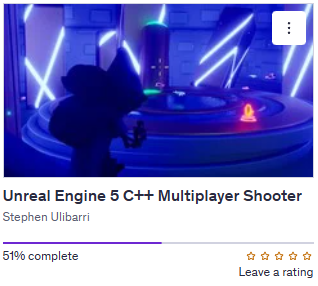 Unreal Engine 5 C++ Multiplayer Shooter
Stephen Ulibarri
51% complete
Leave a rating